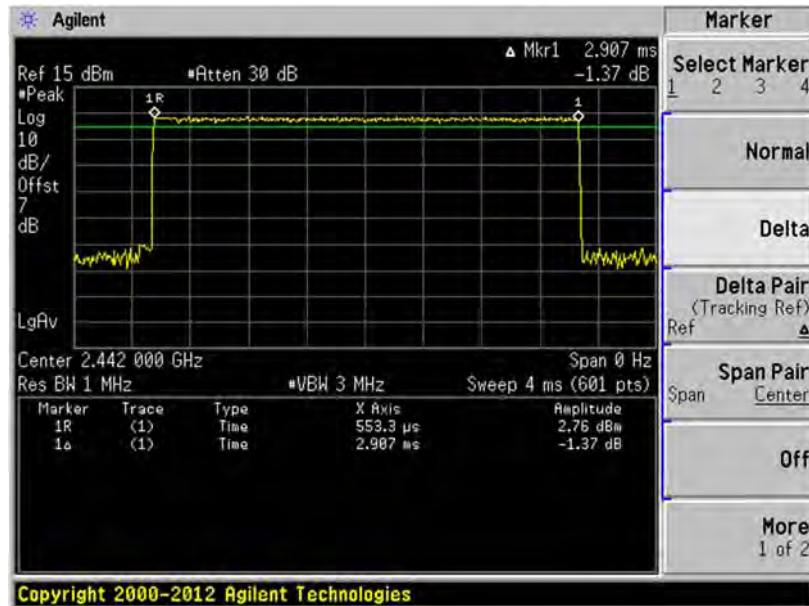 Agilent
Marker
Δ Mkr1 2.907 ms
Ref 15 dBm #Atten 30 dB -1.37 dB
#Peak
Log
10
dB/
Offst
7
dB
1R
1
LgAv
Center 2.442 000 GHz Span 0 Hz
Res BW 1 MHz #VBW 3 MHz Sweep 4 ms (601 pts)
Marker Trace Type X Axis Amplitude
1R (1) Time 553.3 µs 2.76 dBm
1Δ (1) Time 2.907 ms -1.37 dB
Select Marker
1 2 3 4
Normal
Delta
Delta Pair
(Tracking Ref)
Ref Δ
Span Pair
Span Center
Off
More
1 of 2
Copyright 2000-2012 Agilent Technologies